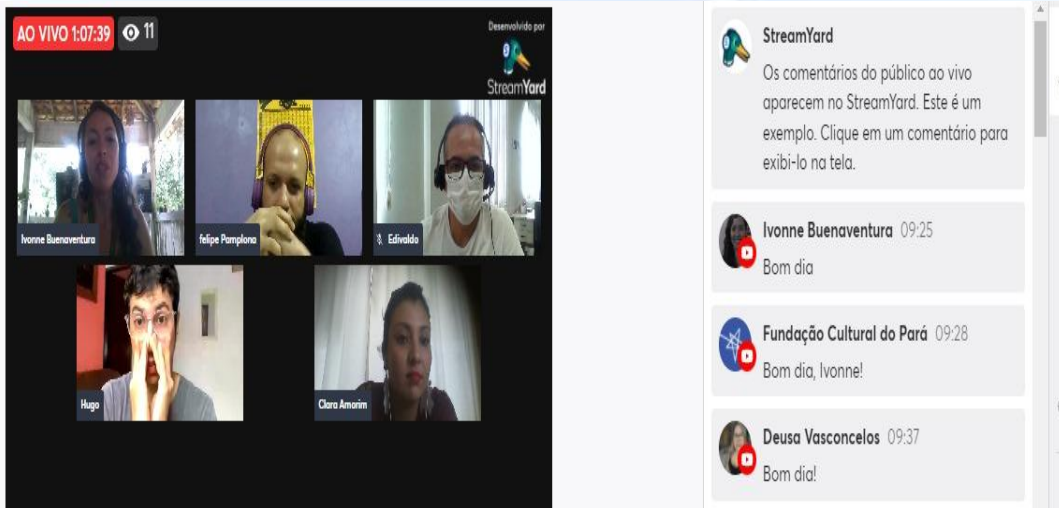 AO VIVO 1:07:39
11
Desenvolvido por
StreamYard
Ivonne Buenaventura
felipe Pamplona
Edivaldo
Hugo
Clara Amorim
StreamYard
Os comentários do público ao vivo
aparecem no StreamYard. Este é um
exemplo. Clique em um comentário para
exibi-lo na tela.
Ivonne Buenaventura 09:25
Bom dia
Fundação Cultural do Pará 09:28
Bom dia, Ivonne!
Deusa Vasconcelos 09:37
Bom dia!